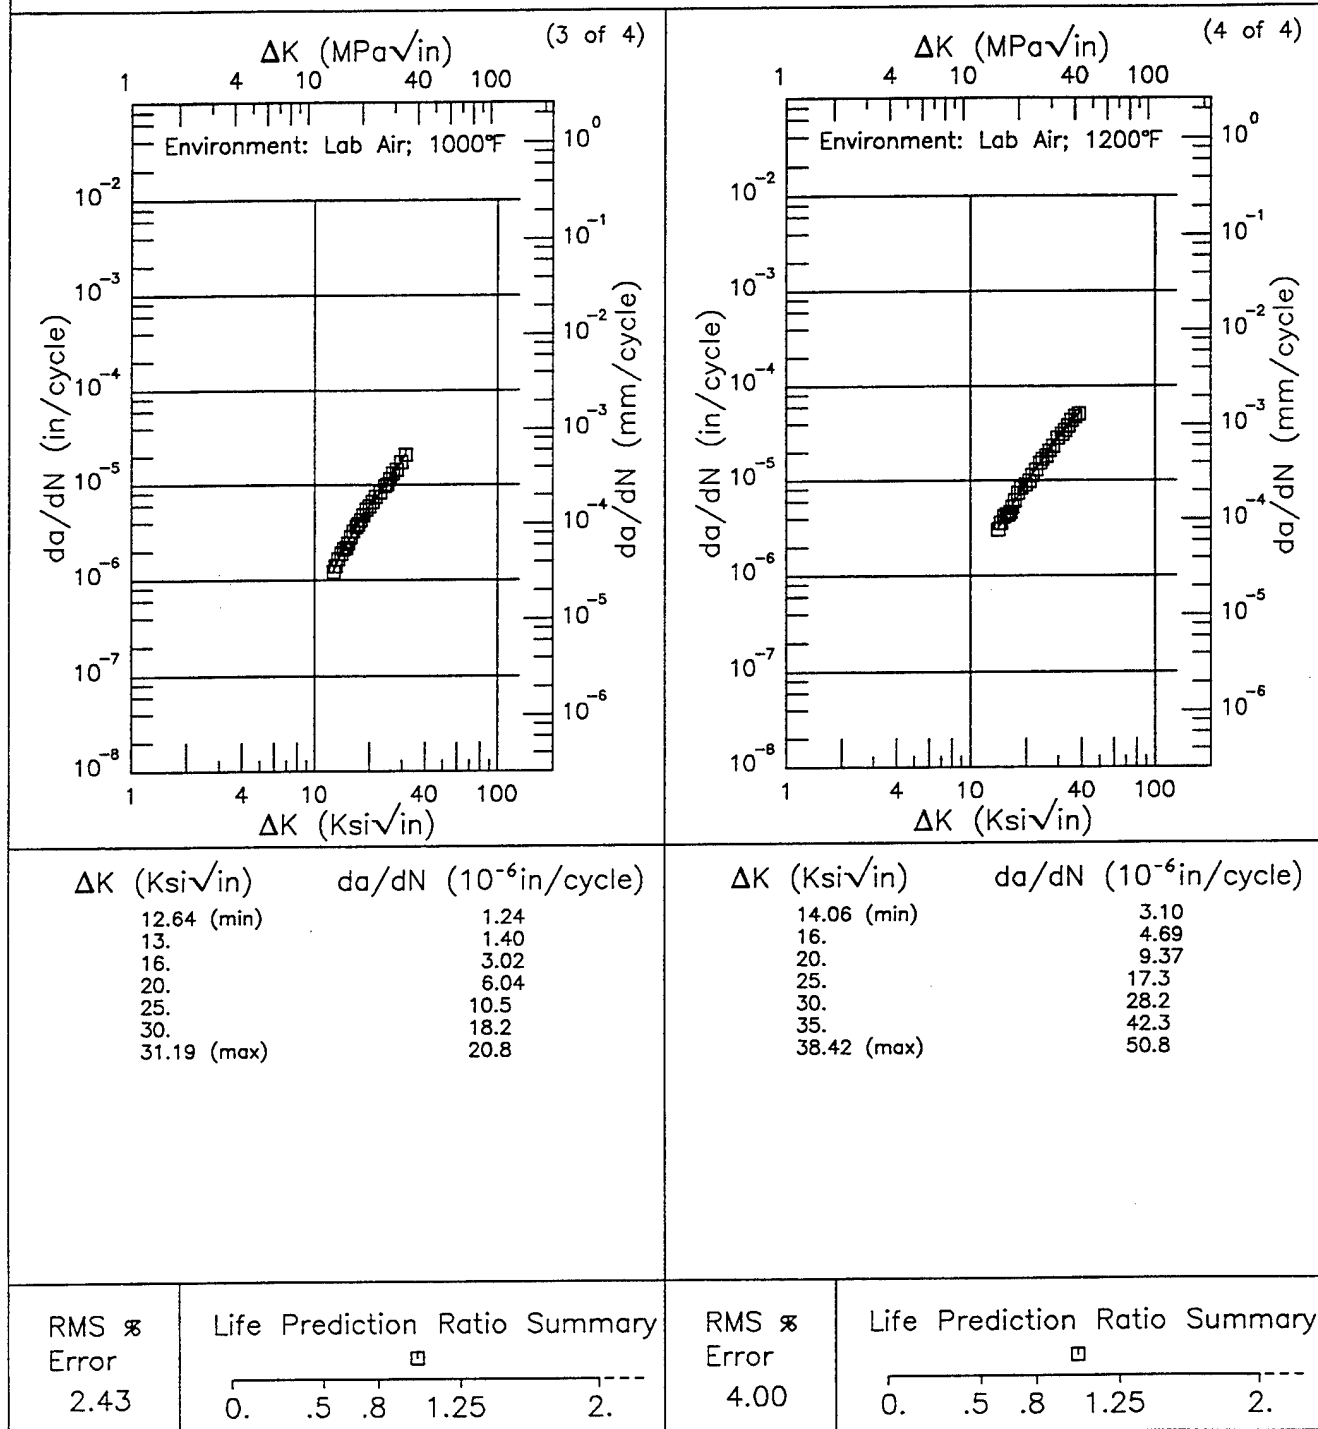 (3 of 4)
ΔK (MPa√in)
1 4 10 40 100
Environment: Lab Air; 1000°F
10⁰
10⁻¹
10⁻²
10⁻³
10⁻⁴
10⁻⁵
10⁻⁶
da/dN (mm/cycle)
10⁻²
10⁻³
10⁻⁴
10⁻⁵
10⁻⁶
10⁻⁷
10⁻⁸
da/dN (in/cycle)
1 4 10 40 100
ΔK (Ksi√in)
ΔK (Ksi√in) da/dN (10⁻⁶in/cycle)
12.64 (min) 1.24
13. 1.40
16. 3.02
20. 6.04
25. 10.5
30. 18.2
31.19 (max) 20.8
RMS % Error
2.43
Life Prediction Ratio Summary
0. .5 .8 1.25 2.
(4 of 4)
ΔK (MPa√in)
1 4 10 40 100
Environment: Lab Air; 1200°F
10⁰
10⁻¹
10⁻²
10⁻³
10⁻⁴
10⁻⁵
10⁻⁶
da/dN (mm/cycle)
10⁻²
10⁻³
10⁻⁴
10⁻⁵
10⁻⁶
10⁻⁷
10⁻⁸
da/dN (in/cycle)
1 4 10 40 100
ΔK (Ksi√in)
ΔK (Ksi√in) da/dN (10⁻⁶in/cycle)
14.06 (min) 3.10
16. 4.69
20. 9.37
25. 17.3
30. 28.2
35. 42.3
38.42 (max) 50.8
RMS %
Error
4.00
Life Prediction Ratio Summary
0. .5 .8 1.25 2.